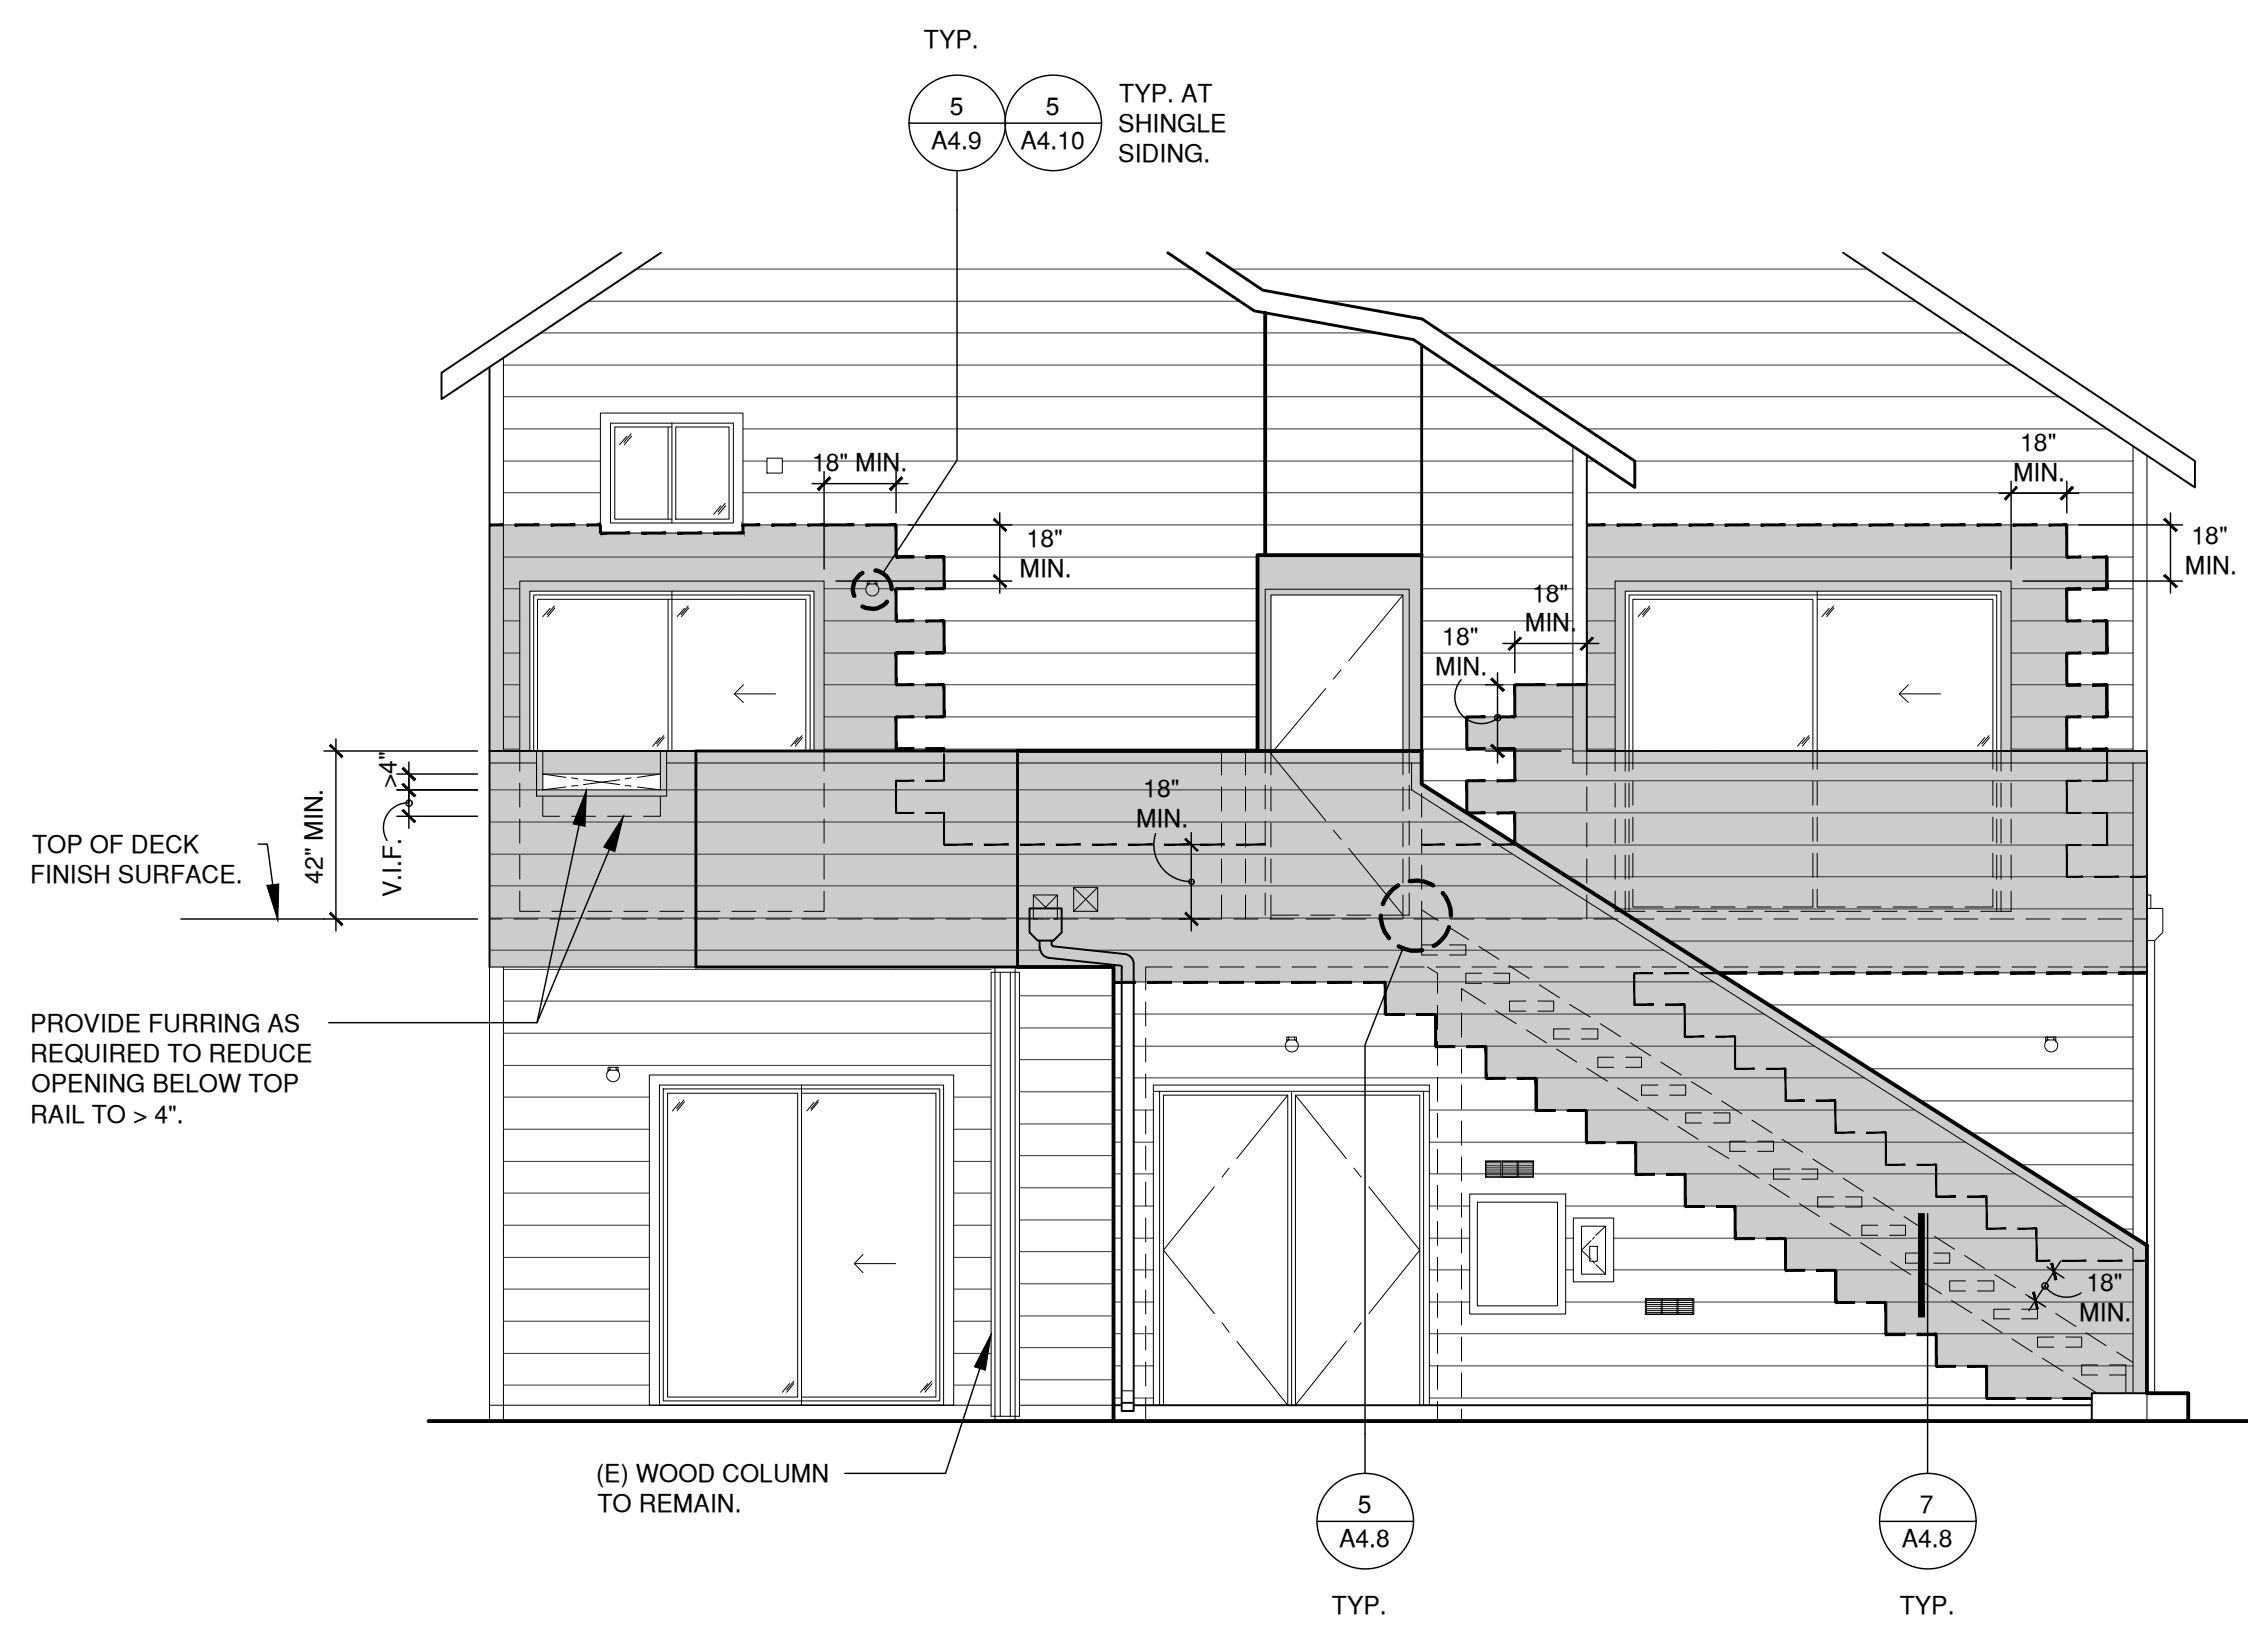 TYP.
5
A4.9
5
A4.10
TYP. AT
SHINGLE
SIDING.
18" MIN.
18"
MIN.
18"
MIN.
18"
MIN.
18"
MIN.
18"
MIN.
>4"
42" MIN.
V.I.F.
18"
MIN.
TOP OF DECK
FINISH SURFACE.
PROVIDE FURRING AS
REQUIRED TO REDUCE
OPENING BELOW TOP
RAIL TO > 4".
18"
MIN.
(E) WOOD COLUMN
TO REMAIN.
5
A4.8
TYP.
7
A4.8
TYP.